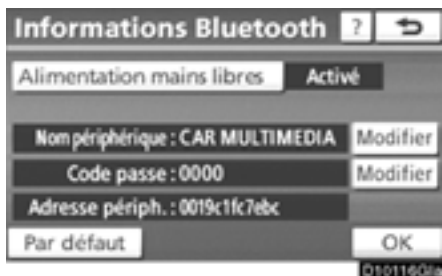 Informations Bluetooth ?
Alimentation mains libres Activé
Nom périphérique : CAR MULTIMEDIA Modifier
Code passe : 0000 Modifier
Adresse périph. : 0019c1fc7ebc
Par défaut OK